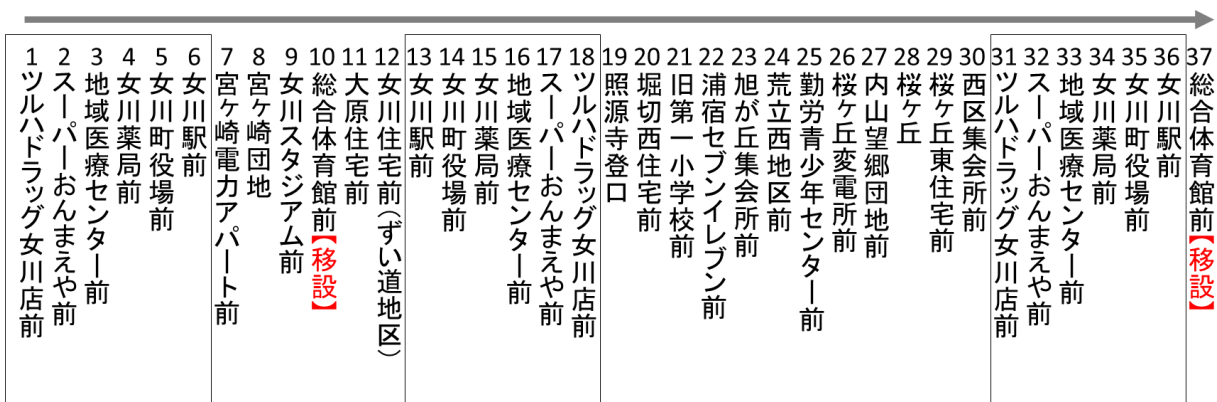 1 ツルハドラッグ女川店前
2 スーパーおんまえや前
3 地域医療センター前
4 女川薬局前
5 女川町役場前
6 女川駅前
7 宮ヶ崎電力アパート前
8 宮ヶ崎団地
9 女川スタジアム前
10 総合体育館前【移設】
11 大原住宅前
12 女川住宅前(ずい道地区)
13 女川駅前
14 女川町役場前
15 女川薬局前
16 地域医療センター前
17 スーパーおんまえや前
18 ツルハドラッグ女川店前
19 照源寺登口
20 堀切西住宅前
21 旧第一小学校前
22 浦宿セブンイレブン前
23 旭が丘集会所前
24 荒立西地区前
25 勤労青少年センター前
26 桜ヶ丘変電所前
27 内山望郷団地前
28 桜ヶ丘
29 桜ヶ丘東住宅前
30 西区集会所前
31 ツルハドラッグ女川店前
32 スーパーおんまえや前
33 地域医療センター前
34 女川薬局前
35 女川町役場前
36 女川駅前
37 総合体育館前【移設】